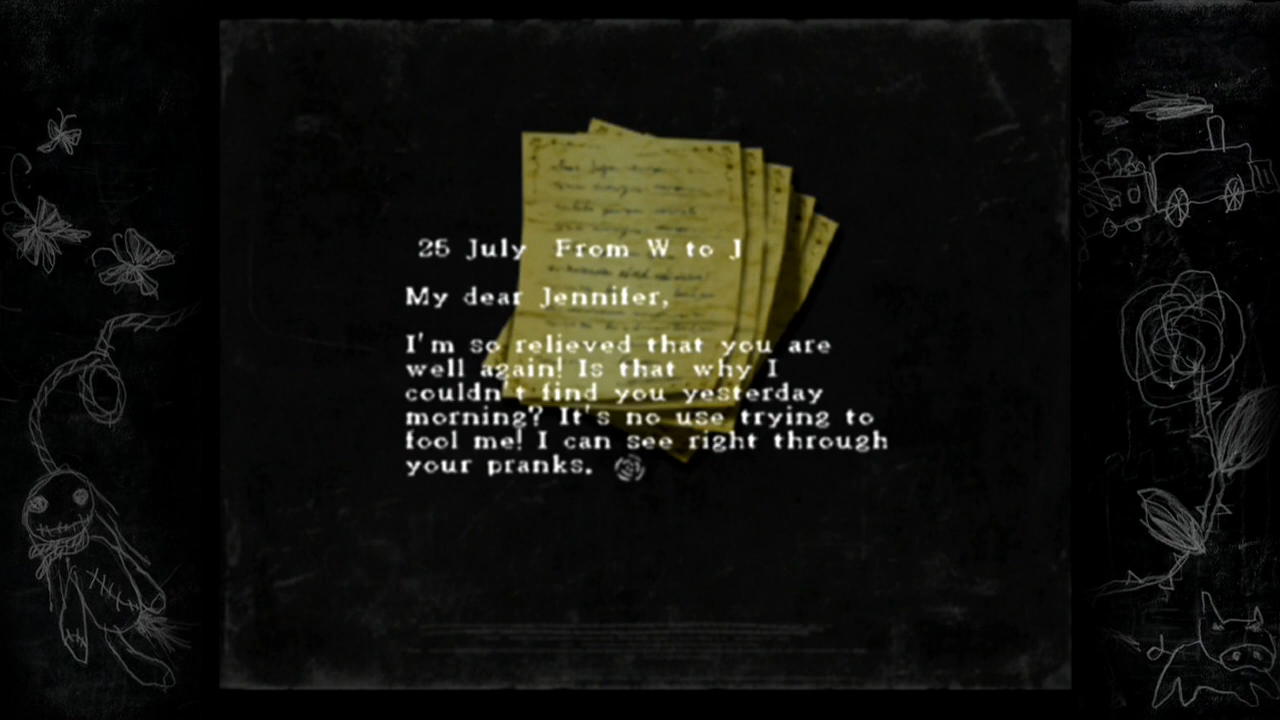 25 July From W to J
My dear Jennifer,
I'm so relieved that you are
well again! Is that why I
couldn't find you yesterday
morning? It's no use trying to
fool me! I can see right through
your pranks.